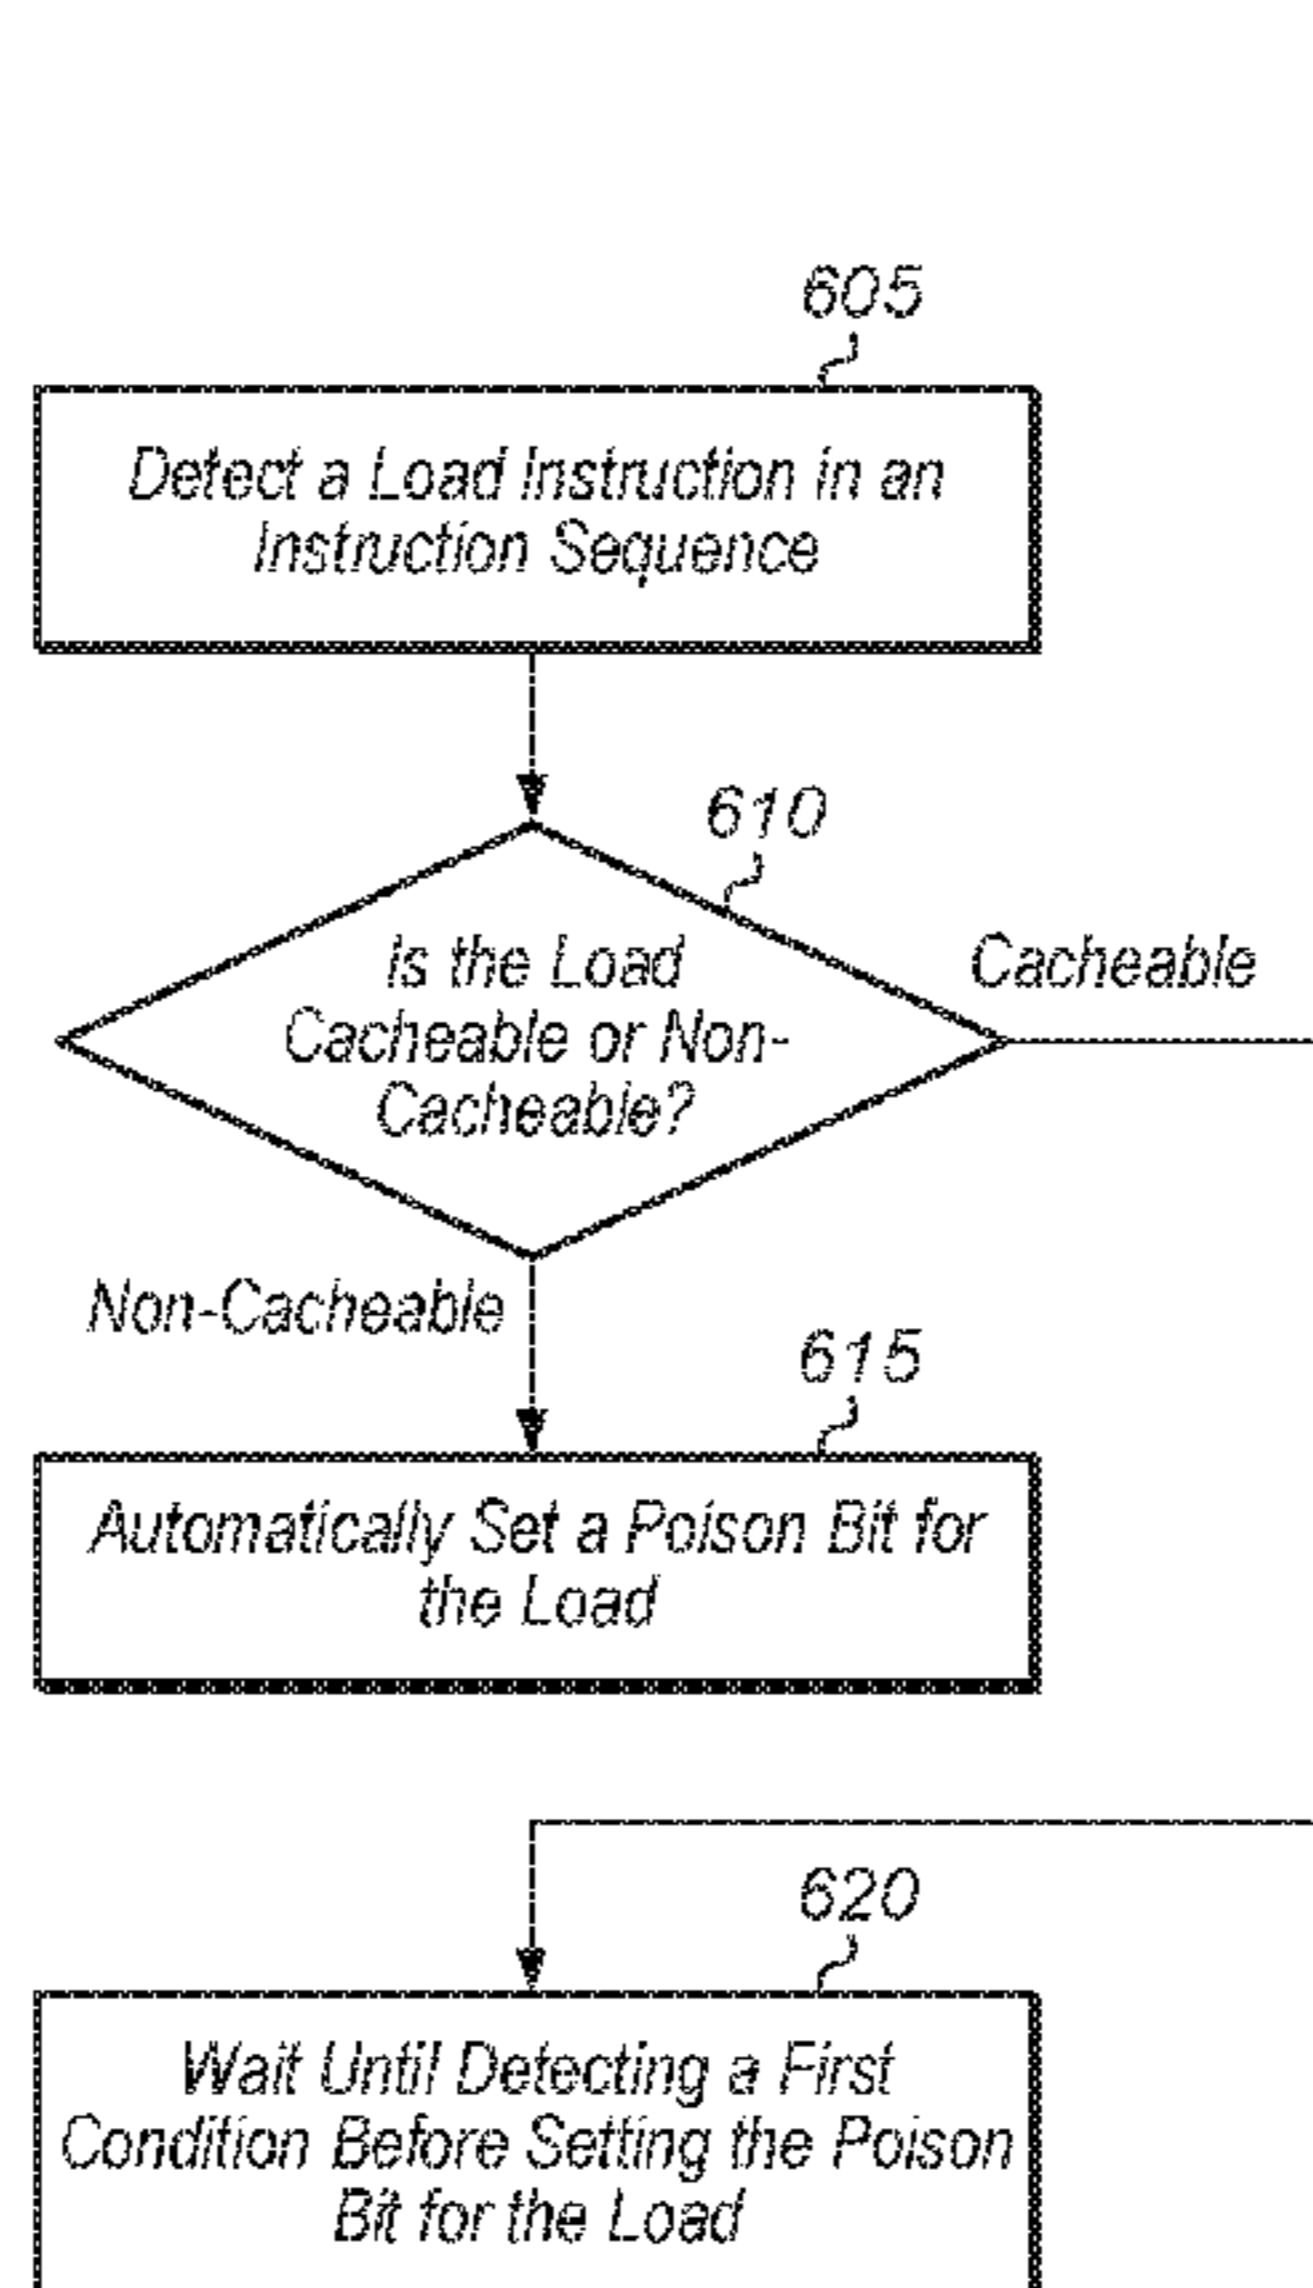 605
Detect a Load Instruction in an
Instruction Sequence
610
Is the Load
Cacheable or Non-
Cacheable?
Cacheable
Non-Cacheable
615
Automatically Set a Poison Bit for
the Load
620
Wait Until Detecting a First
Condition Before Setting the Poison
Bit for the Load